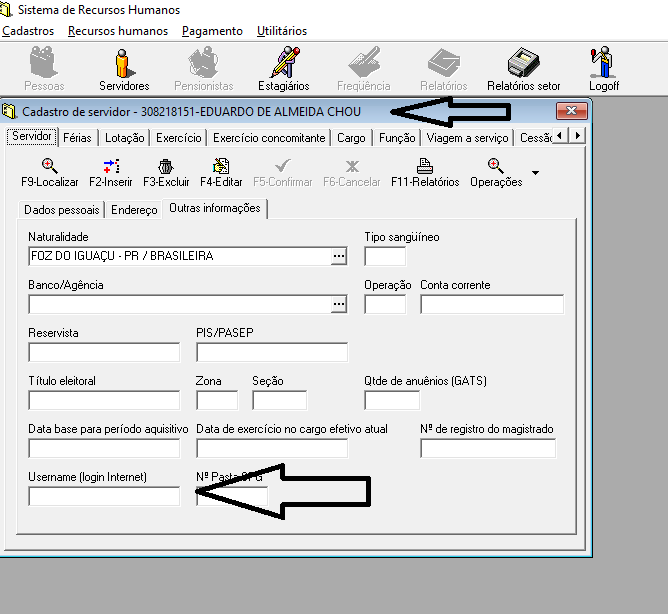 Sistema de Recursos Humanos
Cadastros Recursos humanos Pagamento Utilitários
Pessoas Servidores Pensionistas Estagiários Freqüência Relatórios Relatórios setor Logoff
Cadastro de servidor - 308218151-EDUARDO DE ALMEIDA CHOU
Servidor Férias Lotação Exercício Exercício concomitante Cargo Função Viagem a serviço Cessão
F9-Localizar F2-Inserir F3-Excluir F4-Editar F5-Confirmar F6-Cancelar F11-Relatórios Operações
Dados pessoais Endereço Outras informações
Naturalidade Tipo sangüíneo
FOZ DO IGUAÇU - PR / BRASILEIRA ...
Banco/Agência Operação Conta corrente
...
Reservista PIS/PASEP
Título eleitoral Zona Seção Qtde de anuênios (GATS)
Data base para período aquisitivo Data de exercício no cargo efetivo atual Nº de registro do magistrado
Username (login Internet) Nº Pasta